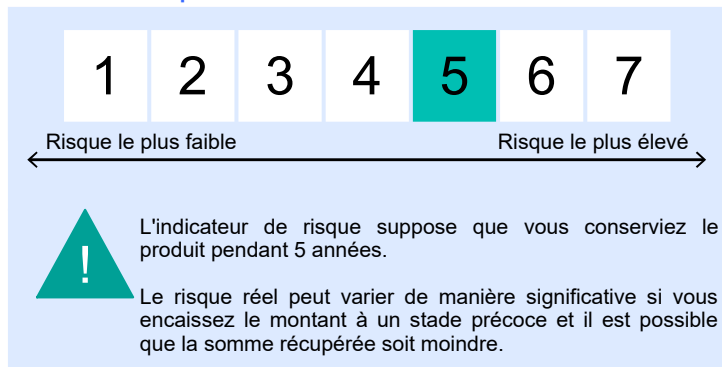 1 2 3 4 5 6 7
Risque le plus faible Risque le plus élevé
! L'indicateur de risque suppose que vous conserviez le
produit pendant 5 années.
Le risque réel peut varier de manière significative si vous
encaissez le montant à un stade précoce et il est possible
que la somme récupérée soit moindre.